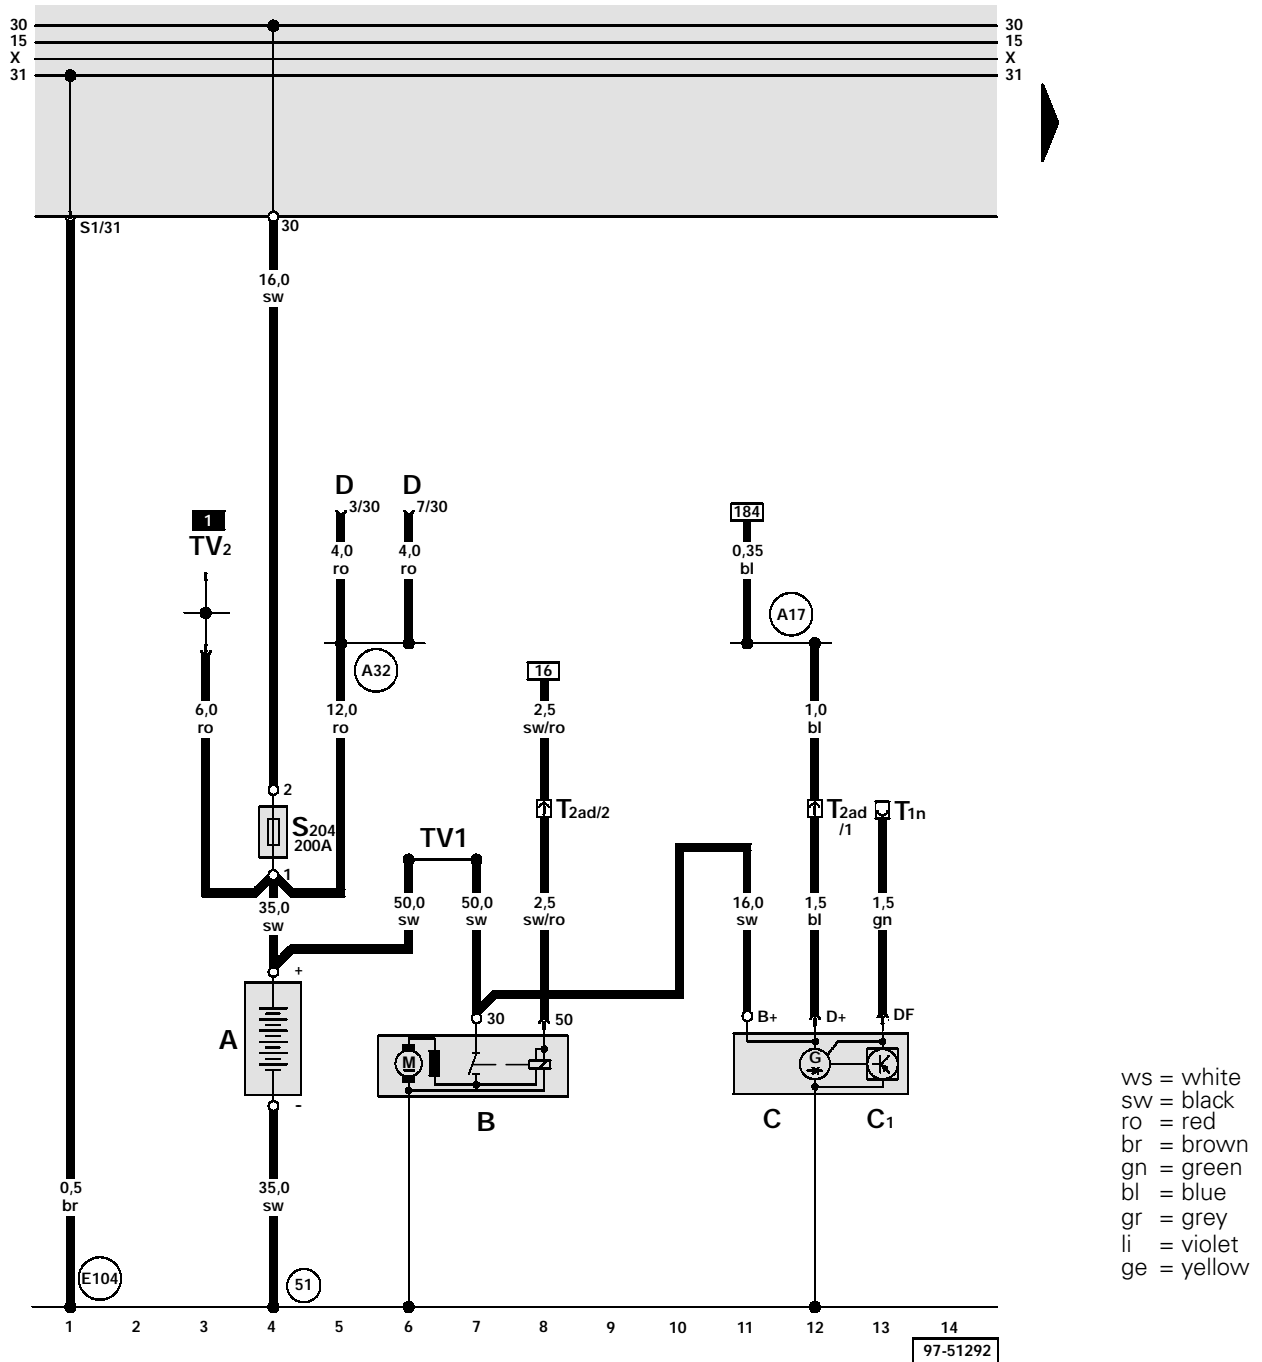 30 30
15 15
X X
31 31
S1/31
30
16,0
sw
D D
3/30 7/30
1
TV2
184
4,0 4,0 0,35
ro ro bl
A17
A32
16
6,0 12,0 2,5 1,0
ro ro sw/ro bl
2
S204
200A
T2ad/2
T2ad
/1
T1n
TV1
1
35,0 50,0 50,0 2,5 16,0 1,5 1,5
sw sw sw sw/ro sw bl gn
+
30 50 B+ D+ DF
A
M G
-
B C C1
ws = white
sw = black
ro = red
br = brown
gn = green
bl = blue
gr = grey
li = violet
ge = yellow
0,5 35,0
br sw
E104 51
1 2 3 4 5 6 7 8 9 10 11 12 13 14
97-51292